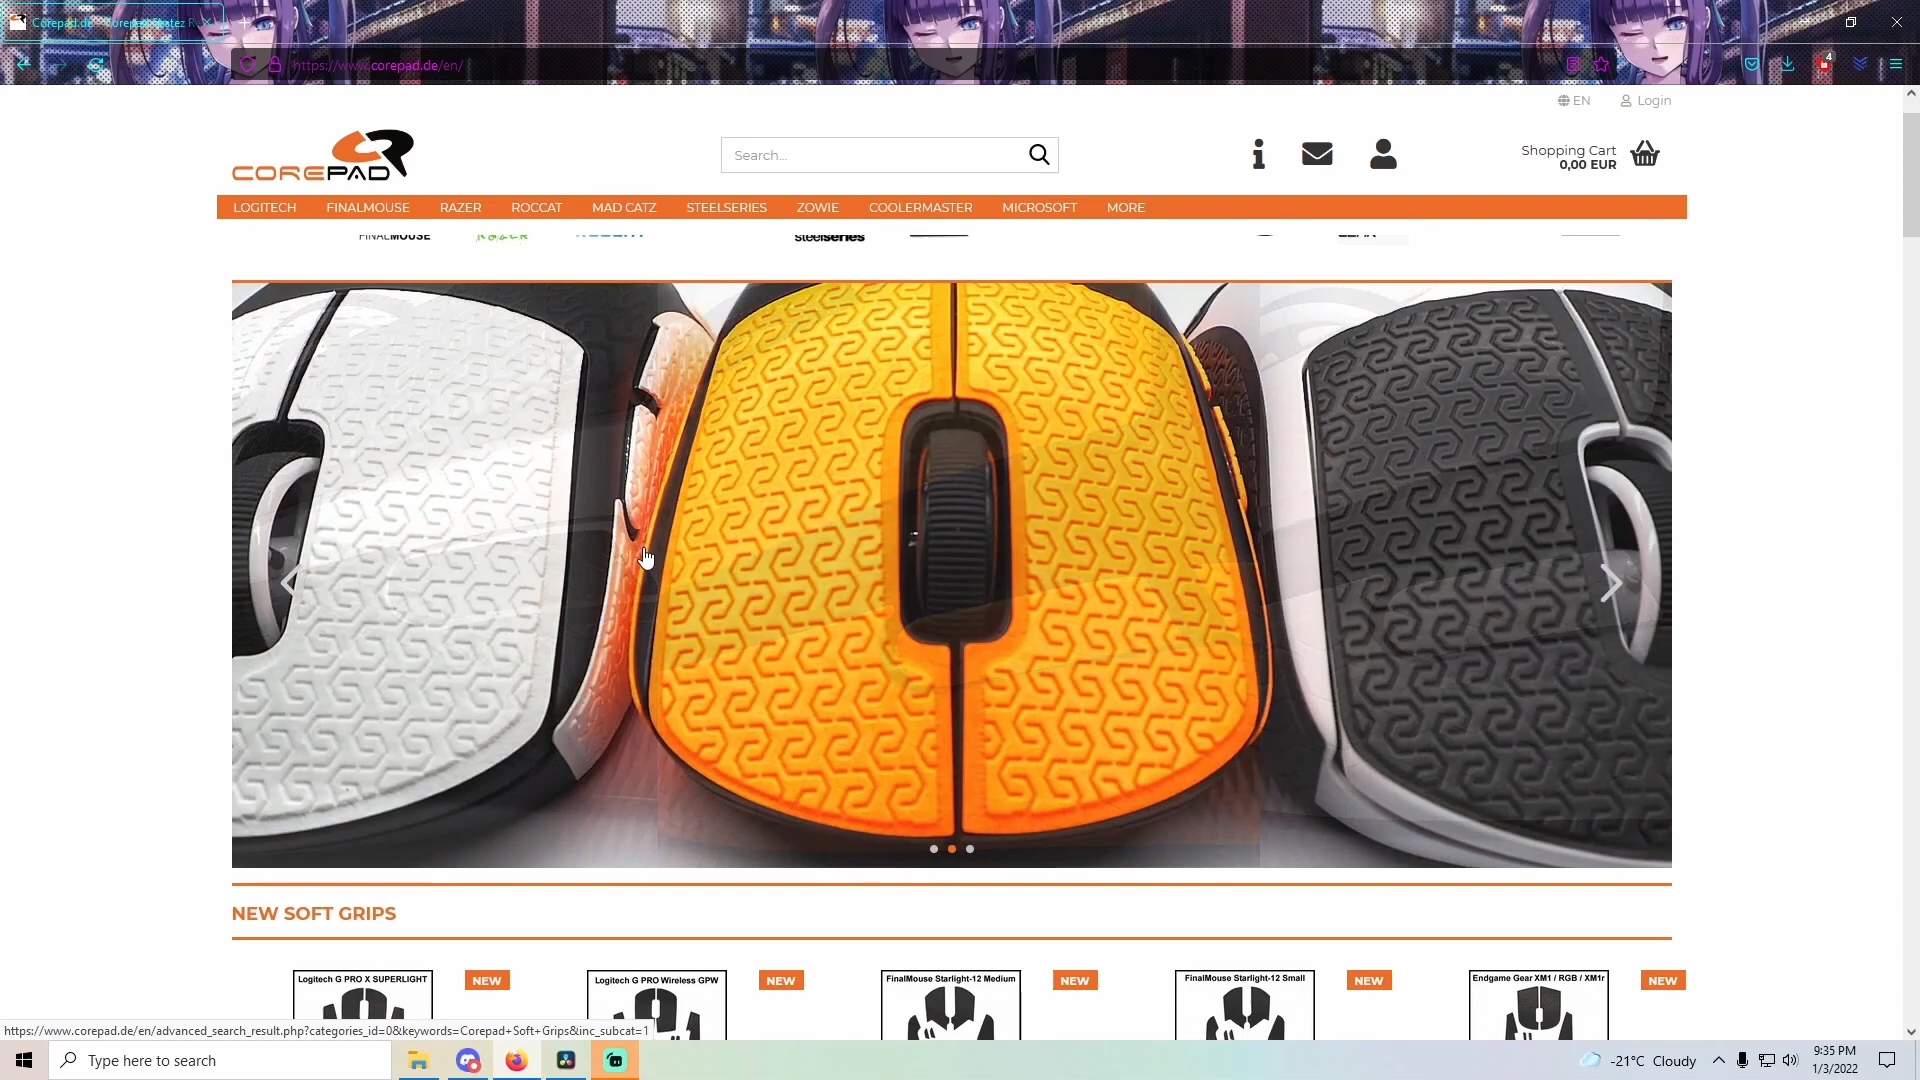 Corepad.de - Corepad Skatez R
https://www.corepad.de/en/
4
EN
Login
COREPAD
Search...
Shopping Cart
0,00 EUR
LOGITECH
FINALMOUSE
RAZER
ROCCAT
MAD CATZ
STEELSERIES
ZOWIE
COOLERMASTER
MICROSOFT
MORE
FINALMOUSE
RAZER
steelseries
GEAR
NEW SOFT GRIPS
Logitech G PRO X SUPERLIGHT
NEW
Logitech G PRO Wireless GPW
NEW
FinalMouse Starlight-12 Medium
NEW
FinalMouse Starlight-12 Small
NEW
Endgame Gear XM1 / RGB / XM1r
NEW
https://www.corepad.de/en/advanced_search_result.php?categories_id=0&keywords=Corepad+Soft+Grips&inc_subcat=1
Type here to search
-21°C Cloudy
9:35 PM
1/3/2022